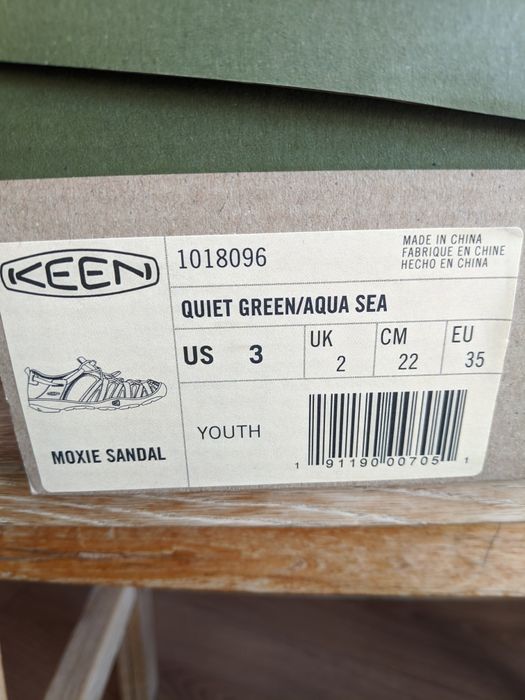 KEEN
1018096
MADE IN CHINA
FABRIQUE EN CHINE
HECHO EN CHINA
QUIET GREEN/AQUA SEA
US 3
UK 2
CM 22
EU 35
YOUTH
MOXIE SANDAL
1 91190 00705 1